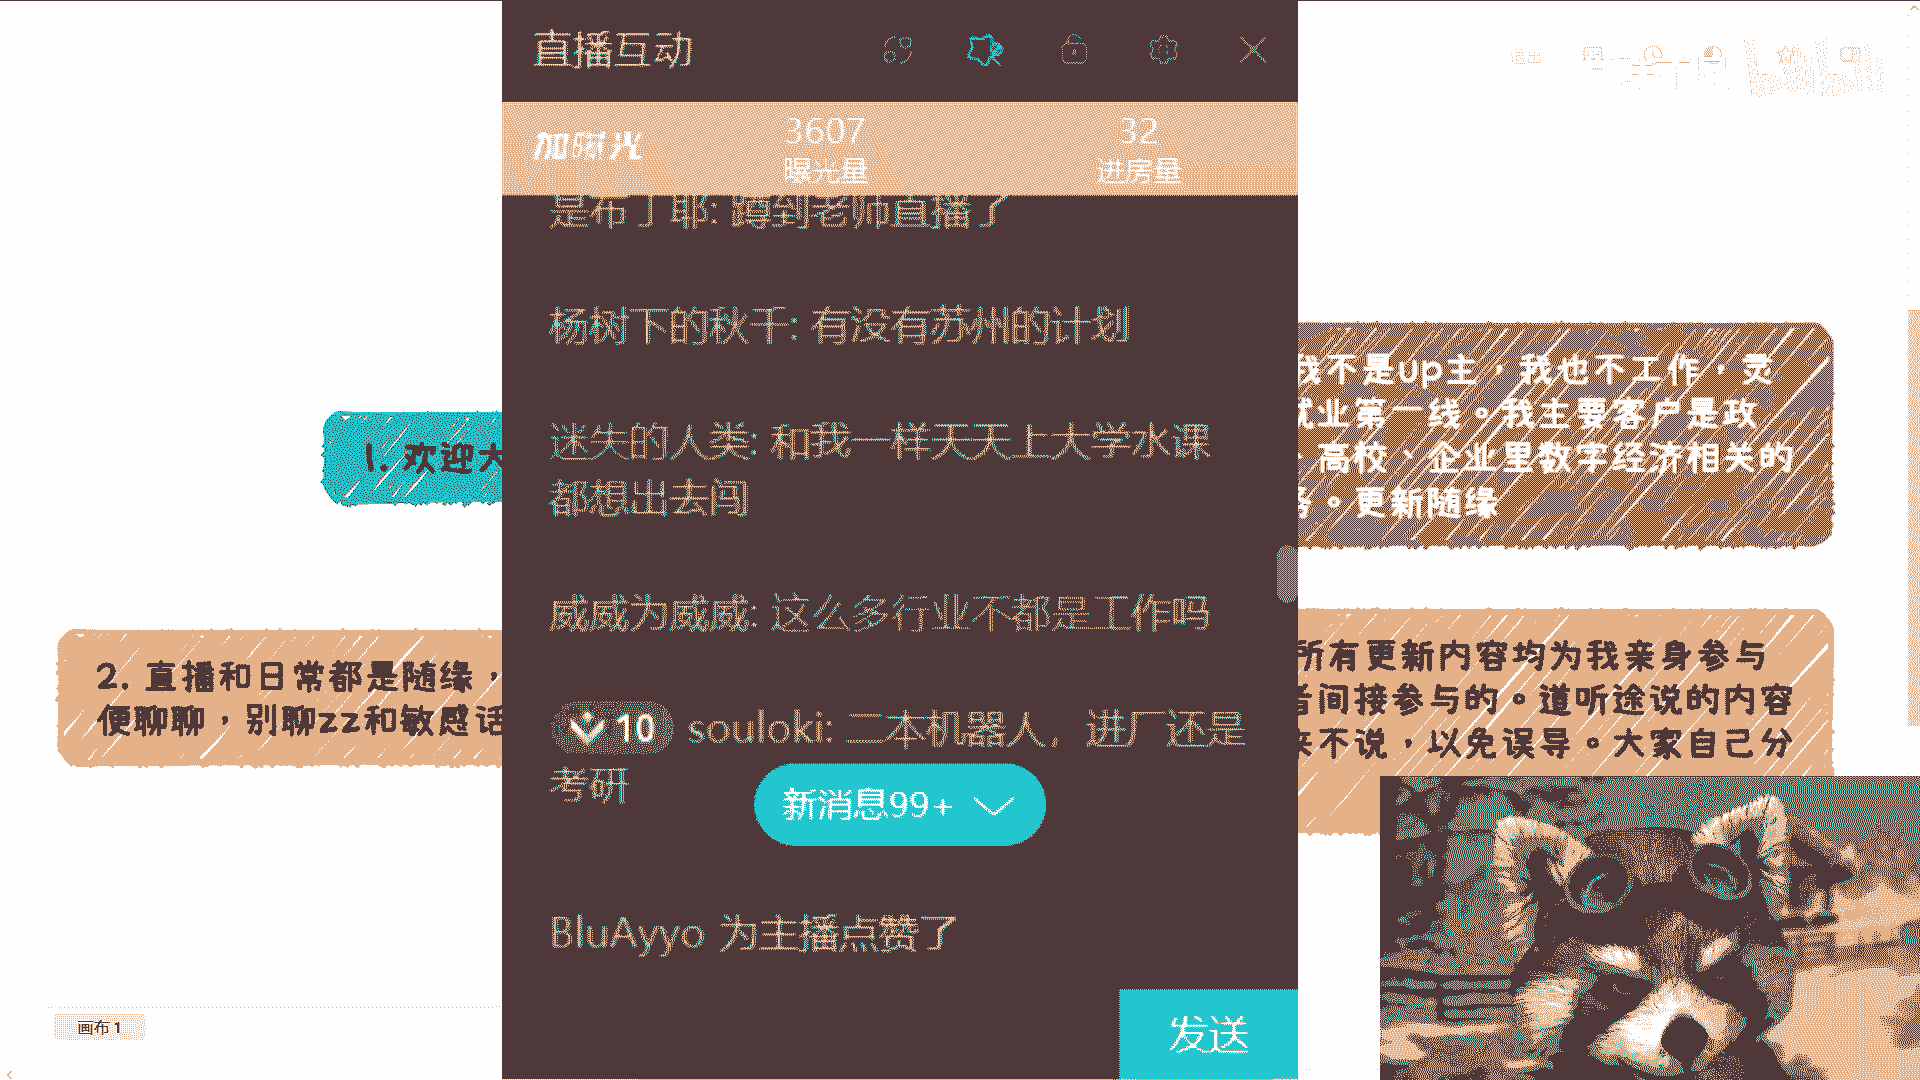 直播互动
加曝光
3607
曝光量
32
进房量
是布丁耶: 蹲到老师直播了
杨树下的秋千: 有没有苏州的计划
迷失的人类: 和我一样天天上大学水课
都想出去闯
威威为威威: 这么多行业不都是工作吗
10 souloki: 二本机器人，进厂还是
考研
新消息99+
BluAyyo 为主播点赞了
发送
1. 欢迎大
2. 直播和日常都是随缘，
便聊聊，别聊zz和敏感话
我不是up主，我也不工作，灵
就业第一线。我主要客户是政
、高校、企业里数字经济相关的
务。更新随缘
所有更新内容均为我亲身参与
者间接参与的。道听途说的内容
来不说，以免误导。大家自己分
画布 1